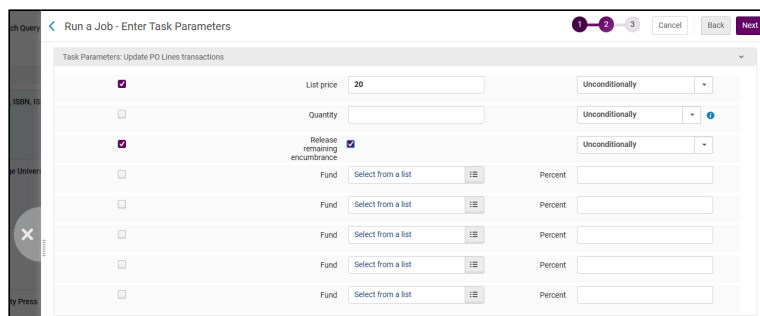 ch Query
Run a Job - Enter Task Parameters
1 2 3 Cancel Back Next
Task Parameters: Update PO Lines transactions
List price 20 Unconditionally
, ISBN, IS
Quantity Unconditionally
Release
remaining
encumbrance
Unconditionally
ge Univers
Fund Select from a list Percent
Fund Select from a list Percent
Fund Select from a list Percent
Fund Select from a list Percent
Fund Select from a list Percent
ty Press